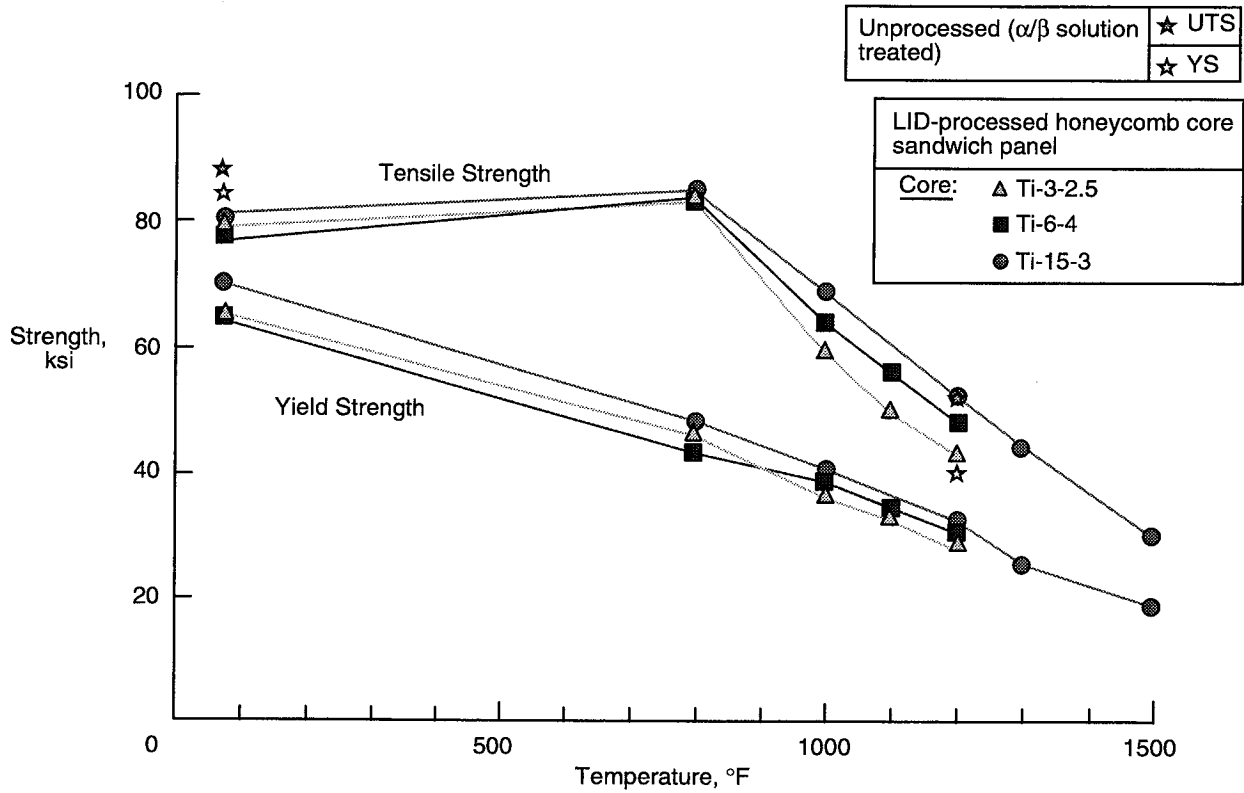 Unprocessed (α/β solution
treated)
UTS
YS
LID-processed honeycomb core
sandwich panel
Core:
Ti-3-2.5
Ti-6-4
Ti-15-3
100
80
60
40
20
0
Strength,
ksi
Tensile Strength
Yield Strength
500
1000
1500
Temperature, °F